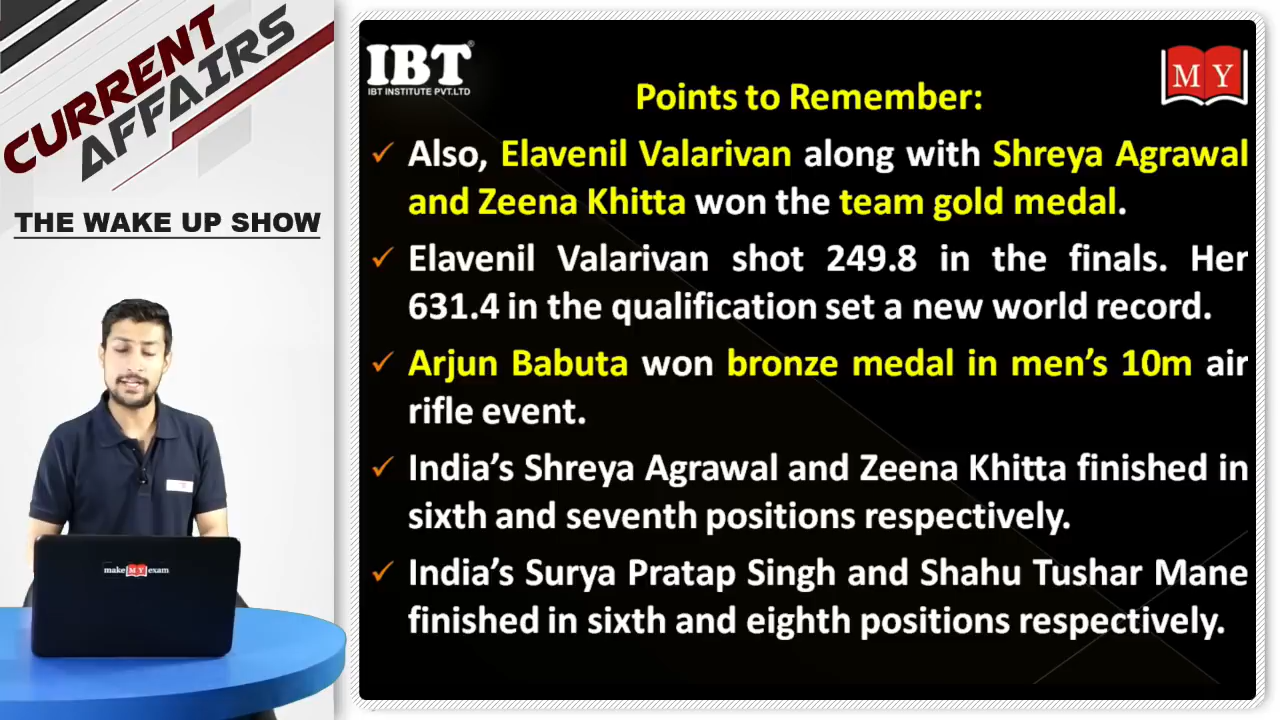 CURRENT
AFFAIRS
THE WAKE UP SHOW
make MY exam
IBT®
IBT INSTITUTE PVT.LTD
MY
Points to Remember:
✓ Also, Elavenil Valarivan along with Shreya Agrawal
and Zeena Khitta won the team gold medal.
✓ Elavenil Valarivan shot 249.8 in the finals. Her
631.4 in the qualification set a new world record.
✓ Arjun Babuta won bronze medal in men’s 10m air
rifle event.
✓ India’s Shreya Agrawal and Zeena Khitta finished in
sixth and seventh positions respectively.
✓ India’s Surya Pratap Singh and Shahu Tushar Mane
finished in sixth and eighth positions respectively.